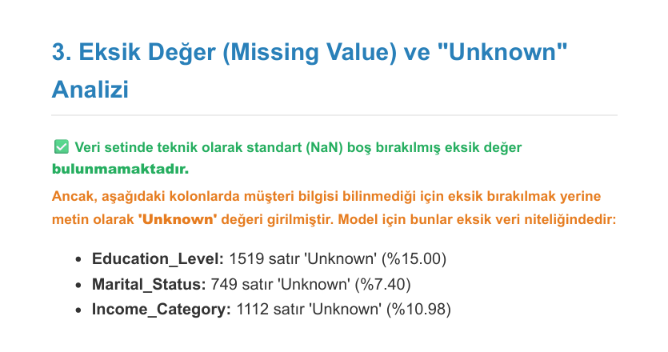 3. Eksik Değer (Missing Value) ve "Unknown"
Analizi
✅ Veri setinde teknik olarak standart (NaN) boş bırakılmış eksik değer
bulunmamaktadır.
Ancak, aşağıdaki kolonlarda müşteri bilgisi bilinmediği için eksik bırakılmak yerine
metin olarak 'Unknown' değeri girilmiştir. Model için bunlar eksik veri niteliğindedir:
• Education_Level: 1519 satır 'Unknown' (%15.00)
• Marital_Status: 749 satır 'Unknown' (%7.40)
• Income_Category: 1112 satır 'Unknown' (%10.98)